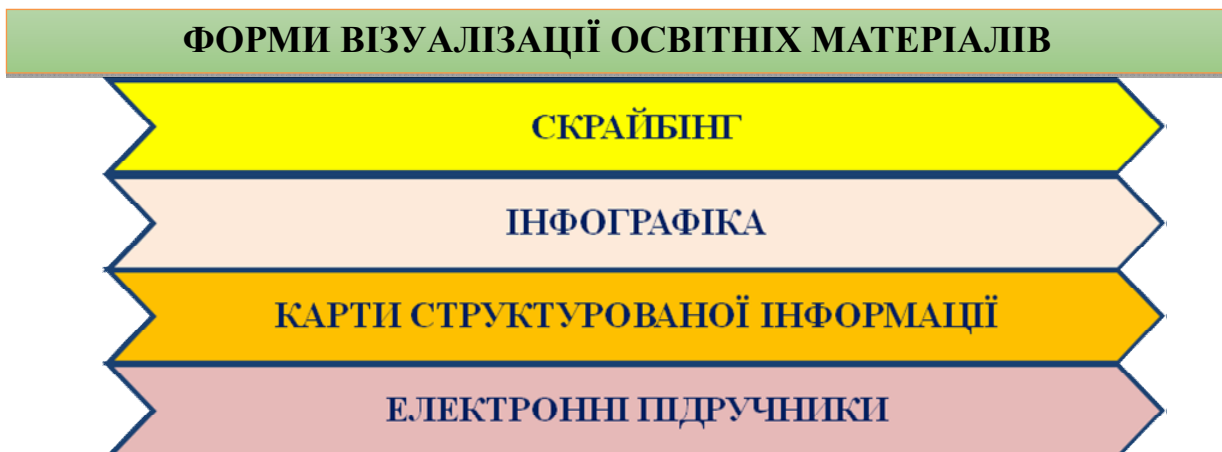 ФОРМИ ВІЗУАЛІЗАЦІЇ ОСВІТНІХ МАТЕРІАЛІВ
СКРАЙБІНГ
ІНФОГРАФІКА
КАРТИ СТРУКТУРОВАНОЇ ІНФОРМАЦІЇ
ЕЛЕКТРОННІ ПІДРУЧНИКИ